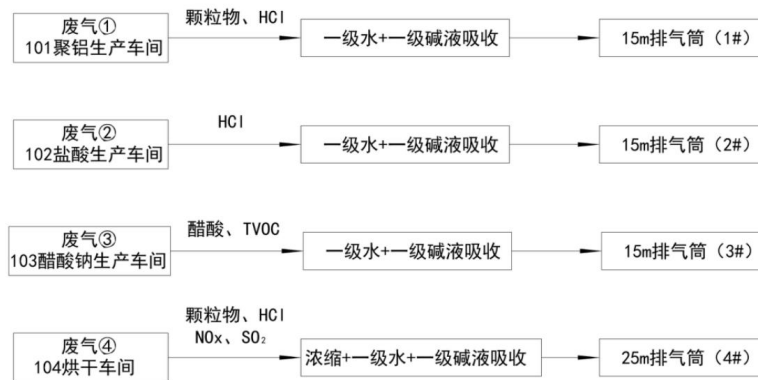 颗粒物、HCl
废气①
101聚铝生产车间
一级水+一级碱液吸收
15m排气筒（1#）
HCl
废气②
102盐酸生产车间
一级水+一级碱液吸收
15m排气筒（2#）
醋酸、TVOC
废气③
103醋酸钠生产车间
一级水+一级碱液吸收
15m排气筒（3#）
颗粒物、HCl
NOx、SO₂
废气④
104烘干车间
浓缩+一级水+一级碱液吸收
25m排气筒（4#）